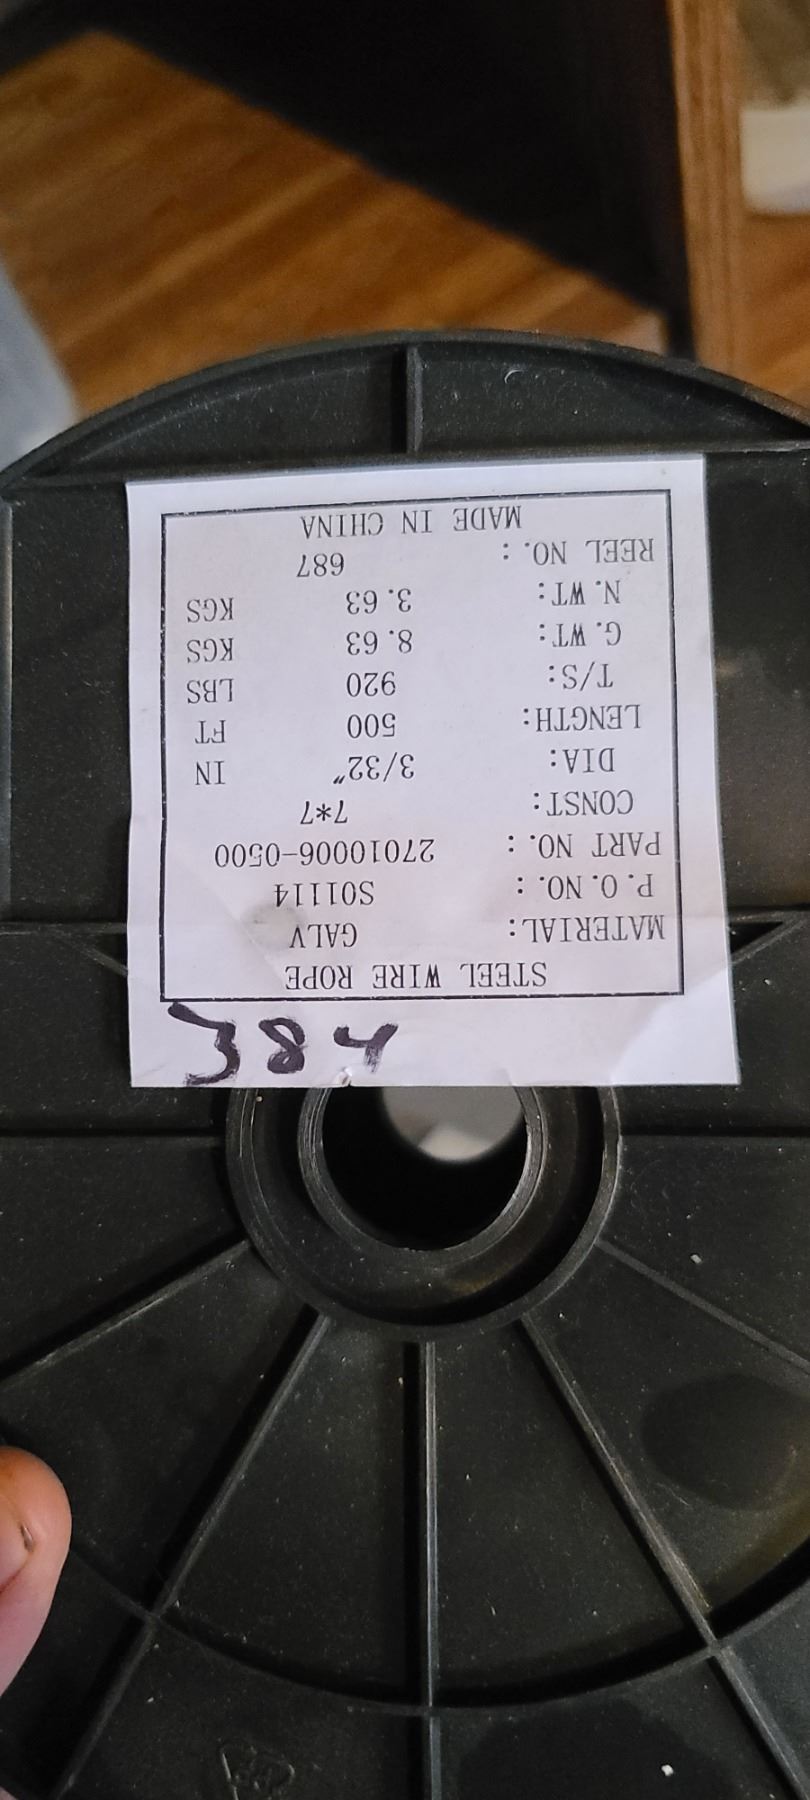 384
STEEL WIRE ROPE
MATERIAL: GALV
P.O.NO.: S01114
PART NO.: 27010006-0500
CONST: 7*7
DIA: 3/32" IN
LENGTH: 500 FT
T/S: 920 LBS
G.WT: 8.63 KGS
N.WT: 3.63 KGS
REEL NO.: 687
MADE IN CHINA